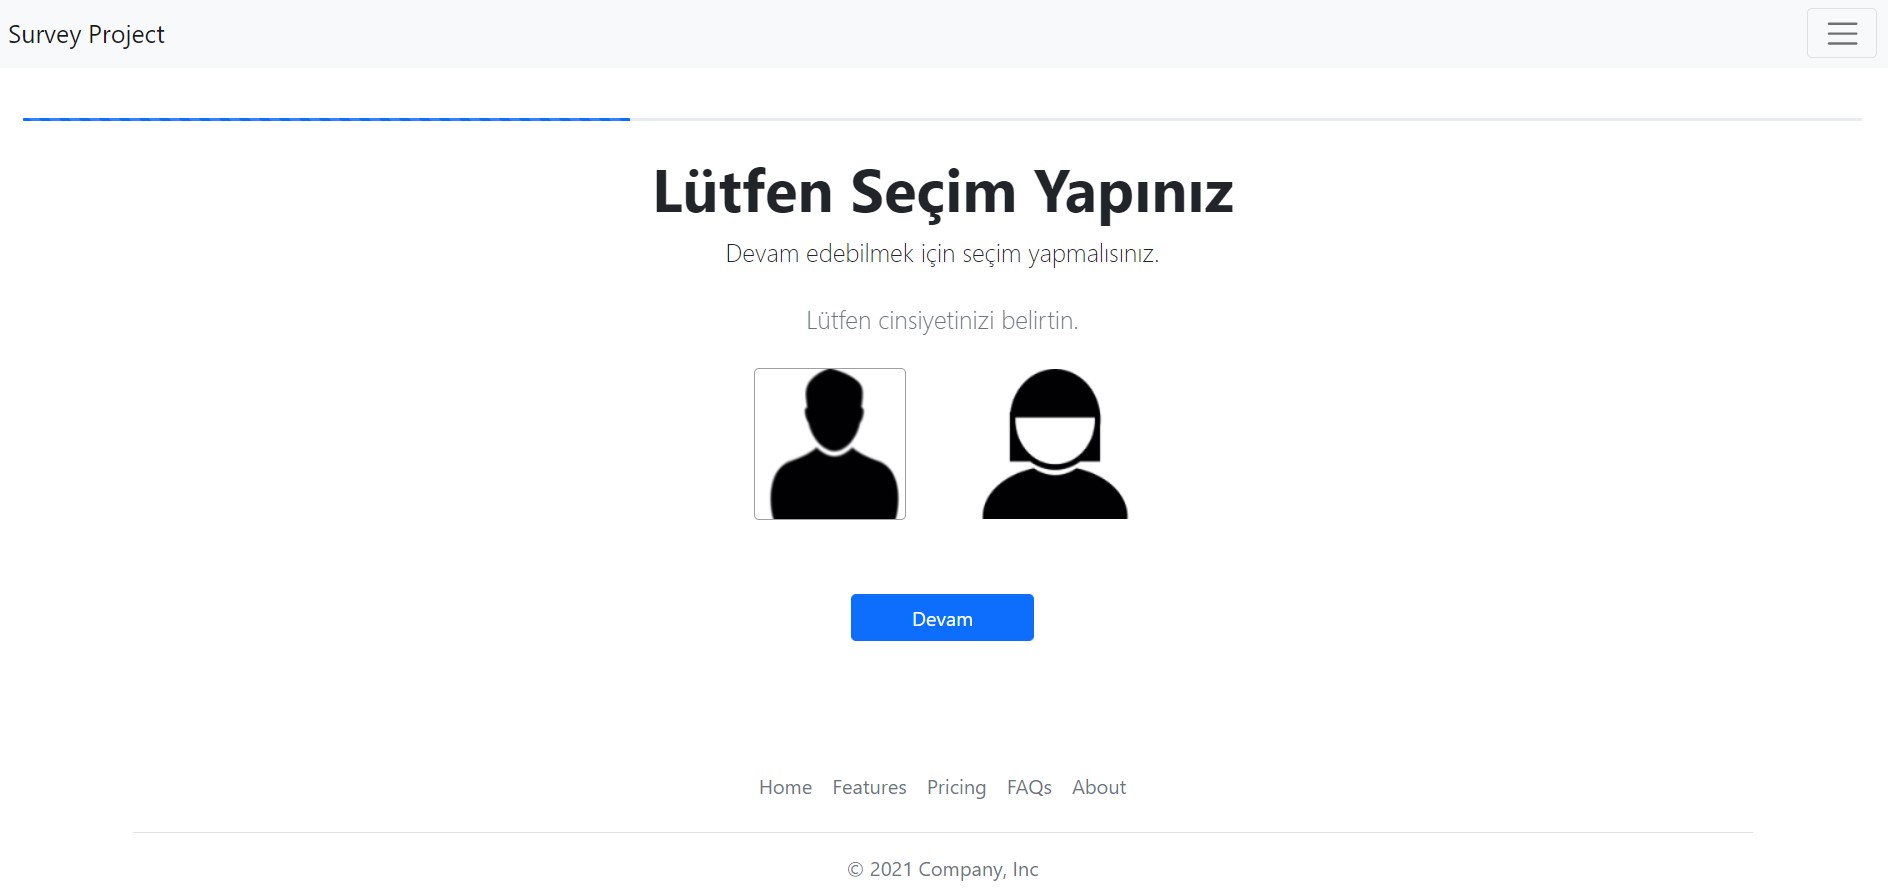 Survey Project
Lütfen Seçim Yapınız
Devam edebilmek için seçim yapmalısınız.
Lütfen cinsiyetinizi belirtin.
Devam
Home Features Pricing FAQs About
© 2021 Company, Inc